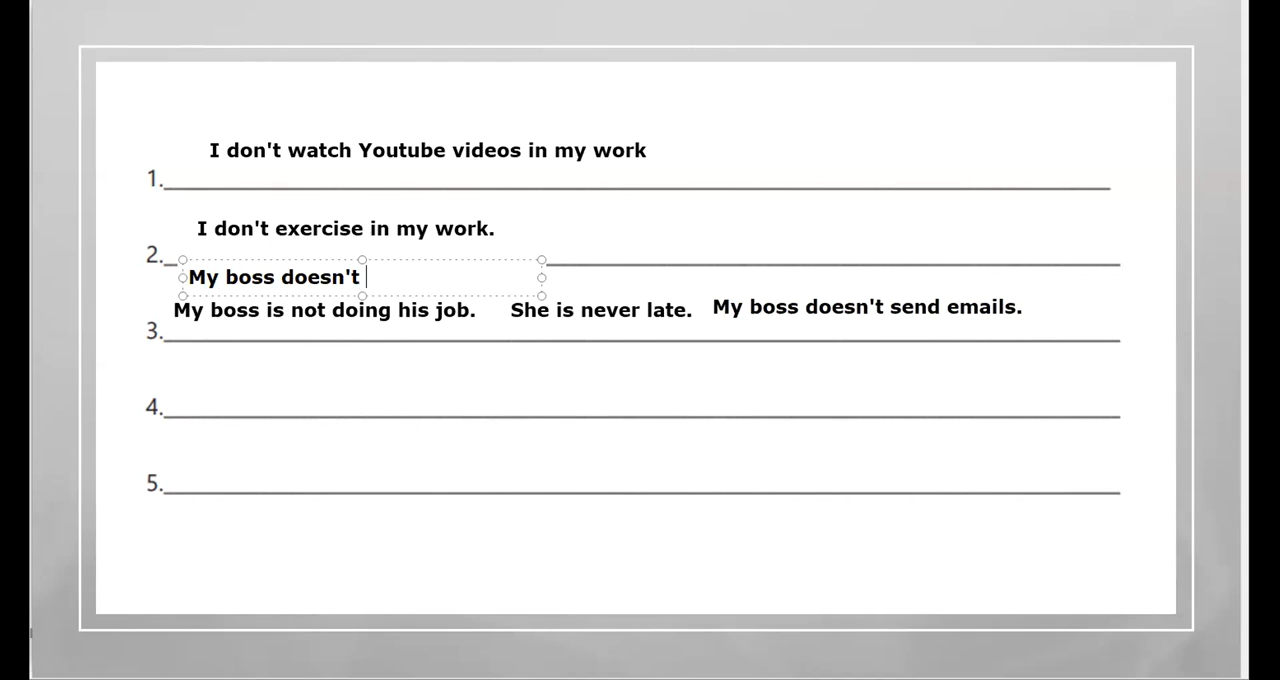 I don't watch Youtube videos in my work
1.
I don't exercise in my work.
2.
My boss doesn't
My boss is not doing his job. She is never late. My boss doesn't send emails.
3.
4.
5.